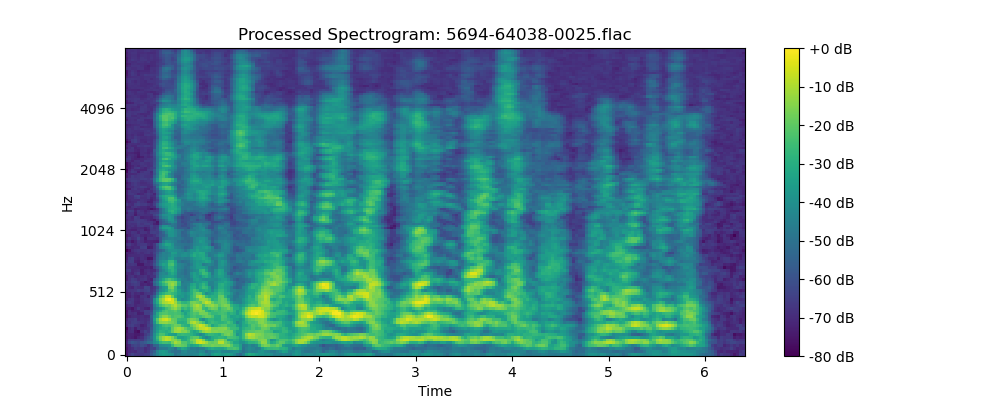 Processed Spectrogram: 5694-64038-0025.flac
Hz
4096
2048
1024
512
0
0 1 2 3 4 5 6
Time
+0 dB
-10 dB
-20 dB
-30 dB
-40 dB
-50 dB
-60 dB
-70 dB
-80 dB